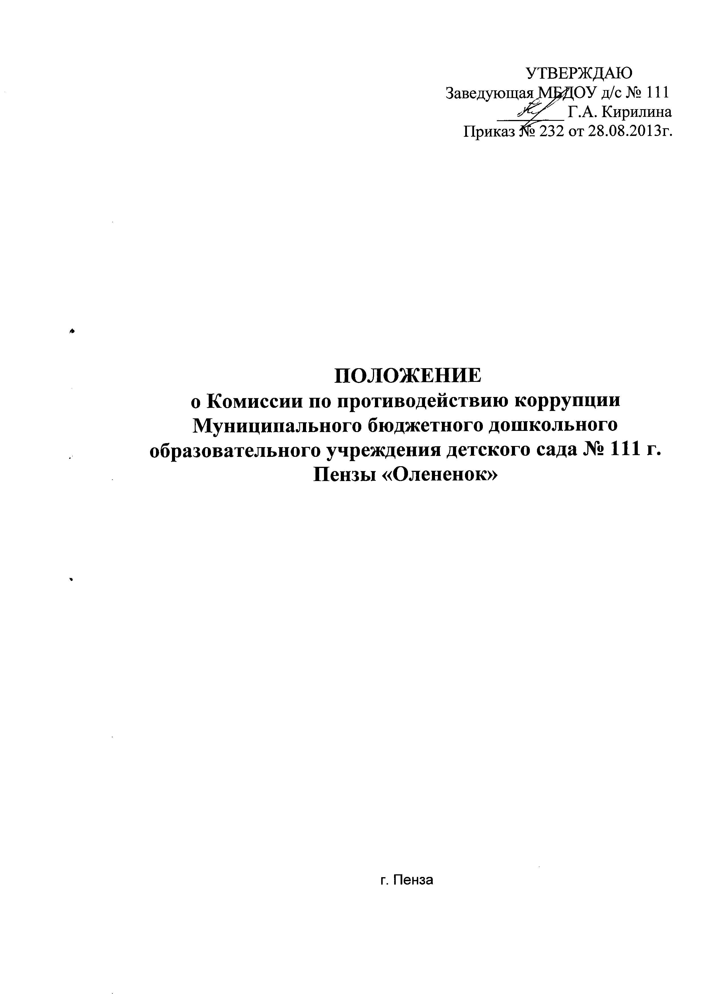 УТВЕРЖДАЮ
Заведующая МБДОУ д/с № 111
Г.А. Кирилина
Приказ № 232 от 28.08.2013г.
ПОЛОЖЕНИЕ
о Комиссии по противодействию коррупции
Муниципального бюджетного дошкольного
образовательного учреждения детского сада № 111 г.
Пензы «Олененок»
г. Пенза